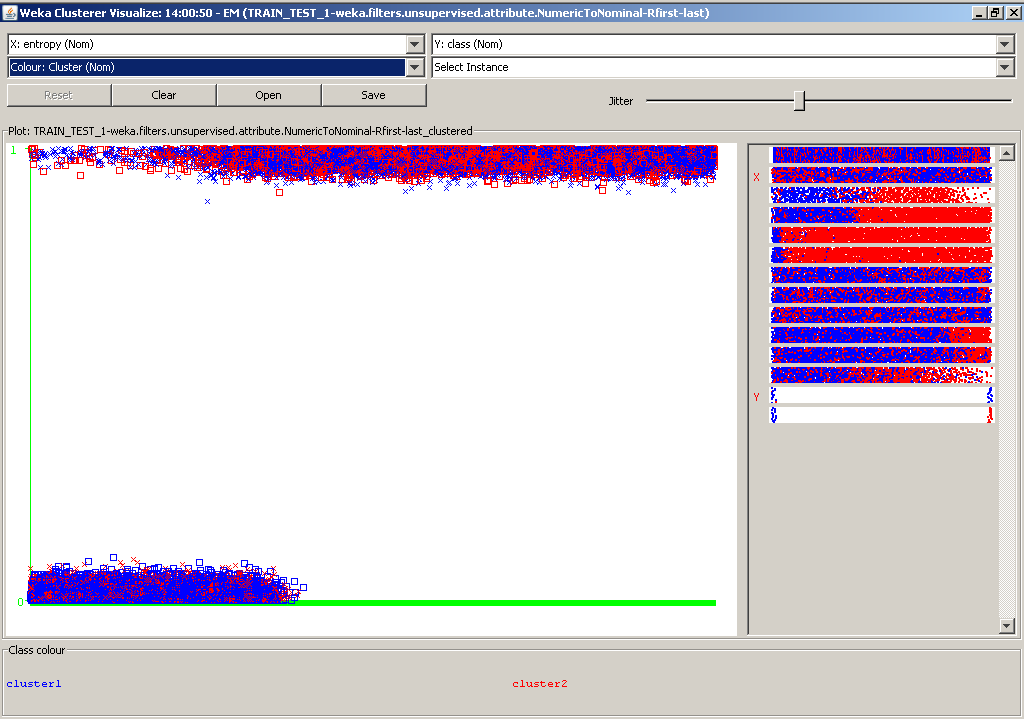 Weka Clusterer Visualize: 14:00:50 - EM (TRAIN_TEST_1-weka.filters.unsupervised.attribute.NumericToNominal-Rfirst-last)
X: entropy (Nom)
Y: class (Nom)
Colour: Cluster (Nom)
Select Instance
Reset
Clear
Open
Save
Jitter
Plot: TRAIN_TEST_1-weka.filters.unsupervised.attribute.NumericToNominal-Rfirst-last_clustered
1
X
Y
0
Class colour
cluster1
cluster2